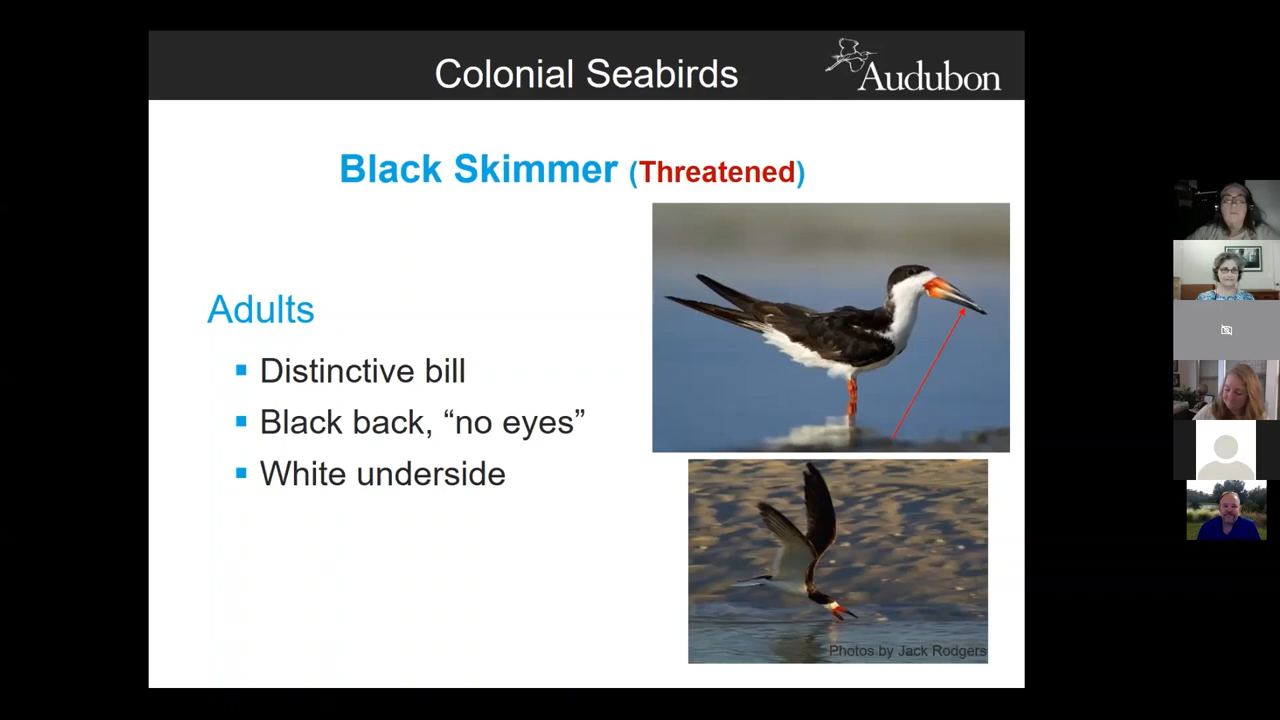 Colonial Seabirds
Audubon
Black Skimmer (Threatened)
Adults
Distinctive bill
Black back, “no eyes”
White underside
Photos by Jack Rodgers